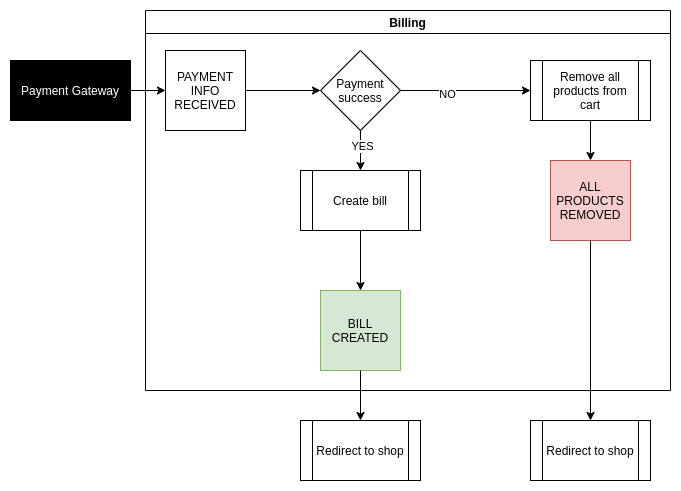 Billing
Payment Gateway
PAYMENT
INFO
RECEIVED
Payment
success
NO
Remove all
products from
cart
YES
Create bill
ALL
PRODUCTS
REMOVED
BILL
CREATED
Redirect to shop
Redirect to shop